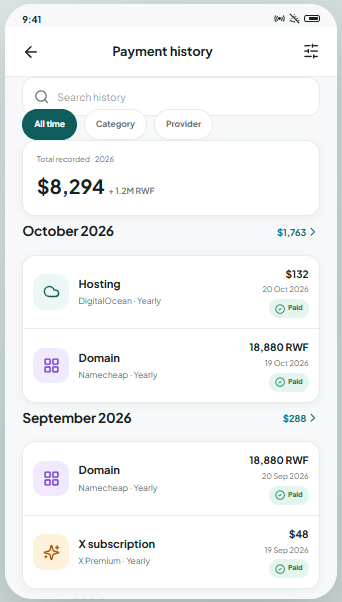 9:41
Payment history
Search history
All time Category Provider
Total recorded · 2026
$8,294 + 1.2M RWF
October 2026 $1,763
Hosting $132
DigitalOcean · Yearly 20 Oct 2026
Paid
Domain 18,880 RWF
Namecheap · Yearly 19 Oct 2026
Paid
September 2026 $288
Domain 18,880 RWF
Namecheap · Yearly 20 Sep 2026
Paid
X subscription $48
X Premium · Yearly 19 Sep 2026
Paid